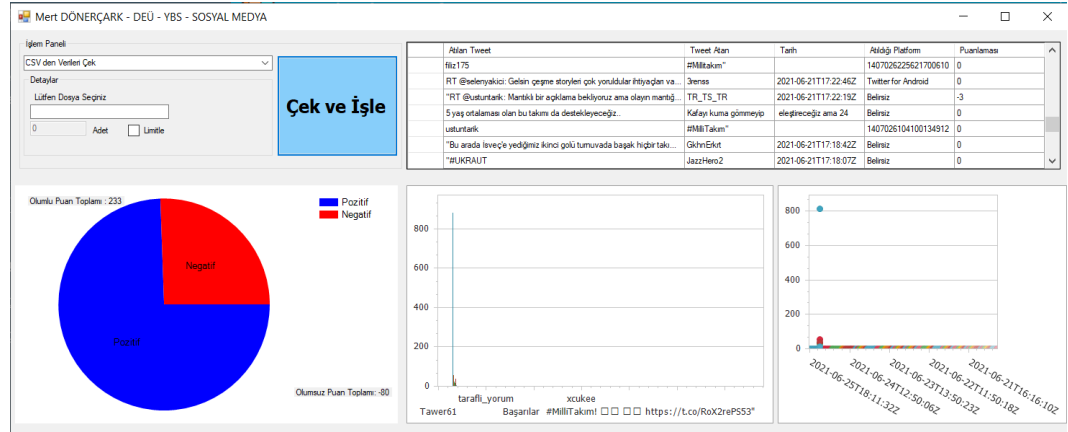 Mert DÖNERÇARK - DEÜ - YBS - SOSYAL MEDYA
İşlem Paneli
CSV den Verileri Çek
Detaylar
Lütfen Dosya Seçiniz
0 Adet Limitle
Çek ve İşle
Atılan Tweet Tweet Atan Tarih Atıldığı Platform Puanlaması
filiz175 #Millitakım" 1407026225621700610 0
RT @selenyakici: Gelsin çeşme storyleri çok yoruldular ihtiyaçları va... 3renss 2021-06-21T17:22:46Z Twitter for Android 0
"RT @ustuntarik: Mantıklı bir açıklama bekliyoruz ama olayın mantığ... TR_TS_TR 2021-06-21T17:22:19Z Belirsiz -3
5 yaş ortalaması olan bu takımı da destekleyeceğiz.. Kafayı kuma gömmeyip eleştireceğiz ama 24 Belirsiz 0
ustuntarik #MilliTakım" 1407026104100134912 0
"Bu arada İsveç'e yediğimiz ikinci golü turnuvada başak hiçbir takı... GkhnErkrt 2021-06-21T17:18:42Z Belirsiz 0
"#UKRAUT JazzHero2 2021-06-21T17:18:07Z Belirsiz 0
Olumlu Puan Toplamı : 233
Pozitif
Negatif
Negatif
Pozitif
Olumsuz Puan Toplamı: -80
800
600
400
200
0
tarafli_yorum xcukee
Tawer61 Başarılar #MilliTakım! https://t.co/RoX2rePS53"
800
600
400
200
0
2021-06-25T18:11:32Z
2021-06-24T12:50:06Z
2021-06-23T13:50:23Z
2021-06-22T11:50:18Z
2021-06-21T16:16:10Z